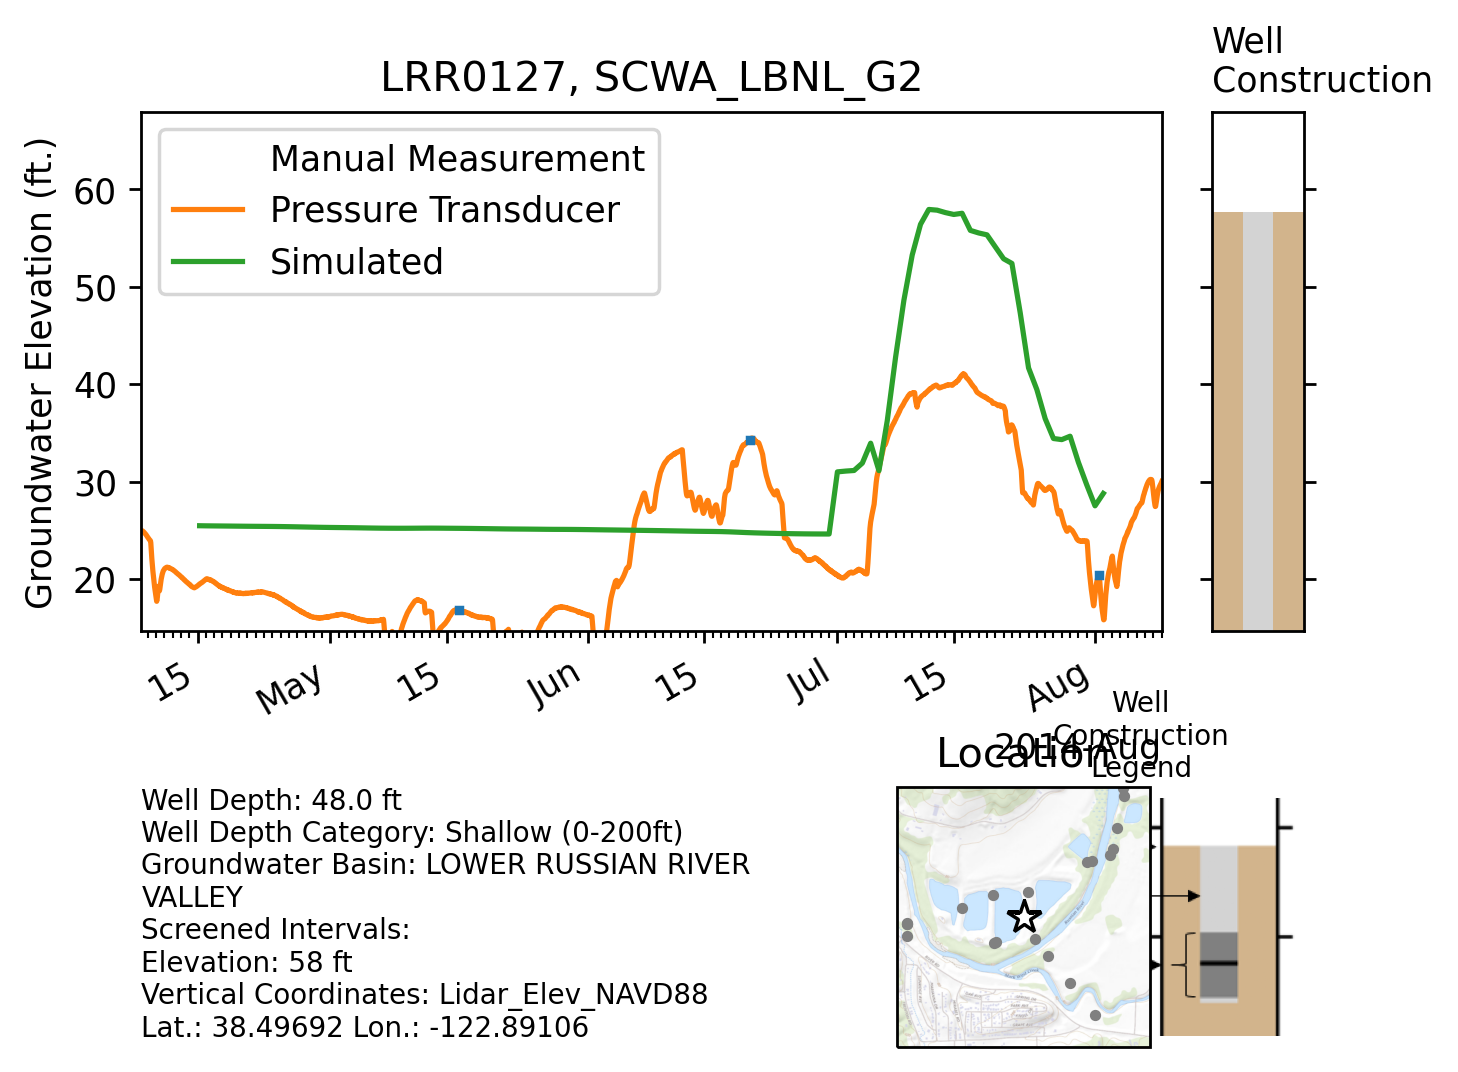 Well
Construction
LRR0127, SCWA_LBNL_G2
Groundwater Elevation (ft.)
Manual Measurement
Pressure Transducer
Simulated
60
50
40
30
20
15
May
15
Jun
15
Jul
15
Aug
2014-Aug
Location
Well
Construction
Legend
Well Depth: 48.0 ft
Well Depth Category: Shallow (0-200ft)
Groundwater Basin: LOWER RUSSIAN RIVER
VALLEY
Screened Intervals:
Elevation: 58 ft
Vertical Coordinates: Lidar_Elev_NAVD88
Lat.: 38.49692 Lon.: -122.89106